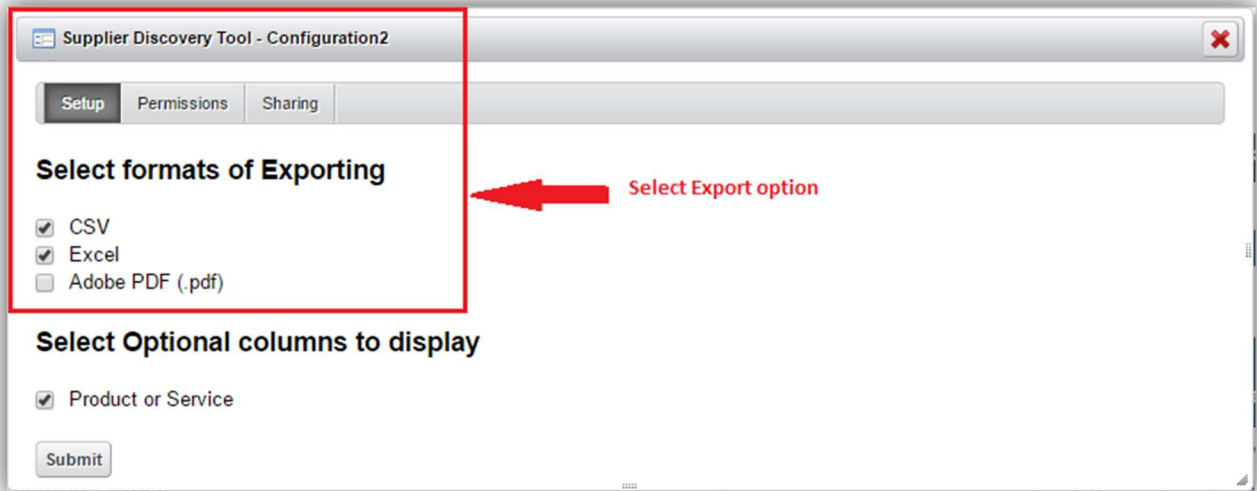 Supplier Discovery Tool - Configuration2
Setup Permissions Sharing
Select formats of Exporting
Select Export option
CSV
Excel
Adobe PDF (.pdf)
Select Optional columns to display
Product or Service
Submit